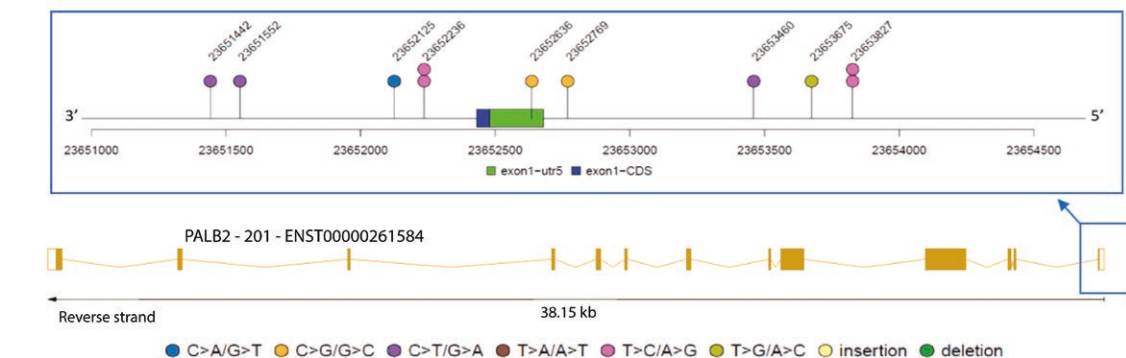 23651442 23651552 23652125 23652236 23652636 23652769 23653460 23653675 23653827
3’ 5’
23651000 23651500 23652000 23652500 23653000 23653500 23654000 23654500
exon1-utr5 exon1-CDS
PALB2 - 201 - ENST00000261584
38.15 kb
Reverse strand
C>A/G>T C>G/G>C C>T/G>A T>A/A>T T>C/A>G T>G/A>C insertion deletion